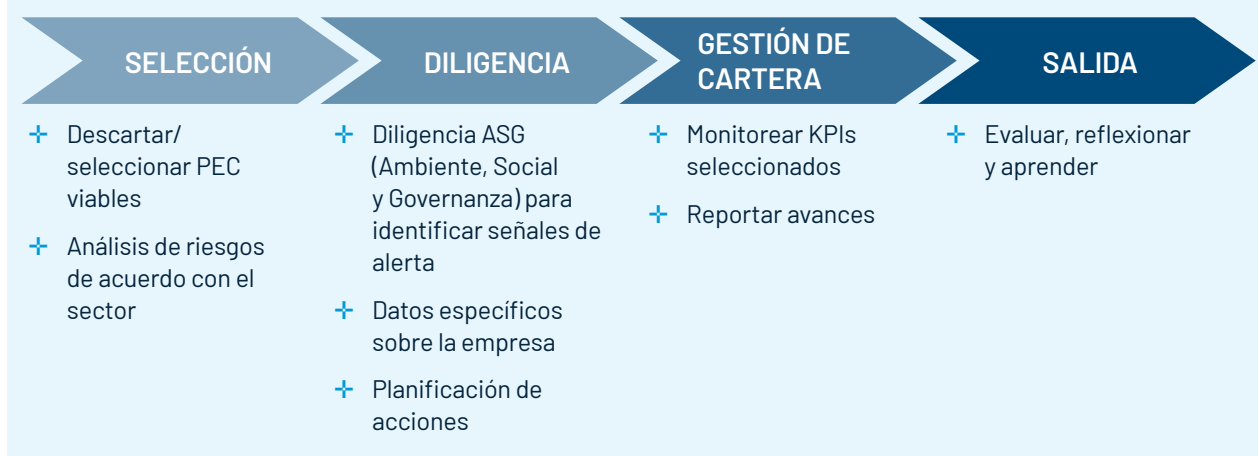 SELECCIÓN
Descartar/
seleccionar PEC
viables
Análisis de riesgos
de acuerdo con el
sector
DILIGENCIA
Diligencia ASG
(Ambiente, Social
y Governanza) para
identificar señales de
alerta
Datos específicos
sobre la empresa
Planificación de
acciones
GESTIÓN DE
CARTERA
Monitorear KPIs
seleccionados
Reportar avances
SALIDA
Evaluar, reflexionar
y aprender